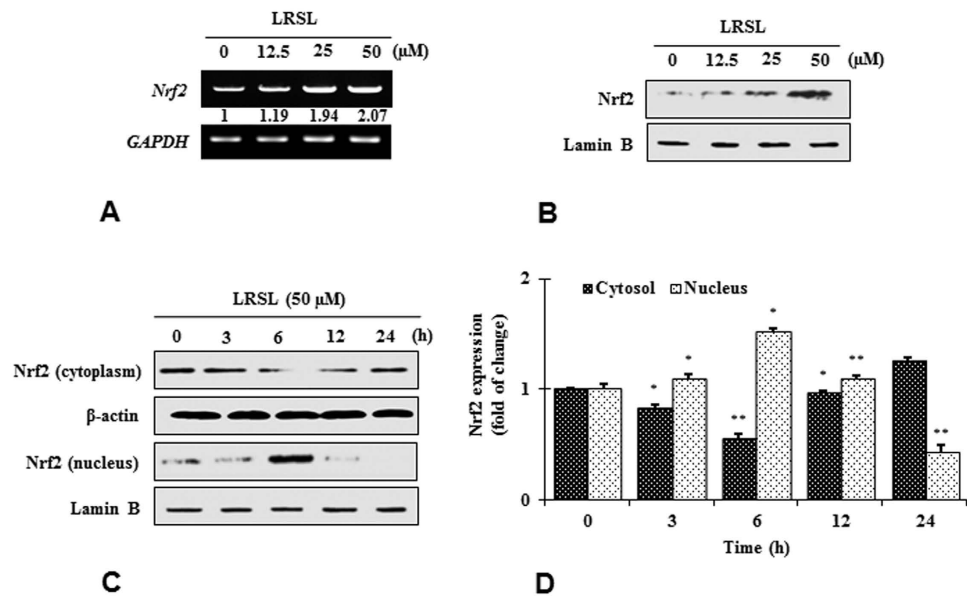 LRSL
0 12.5 25 50 (µM)
Nrf2
1 1.19 1.94 2.07
GAPDH
A
LRSL
0 12.5 25 50 (µM)
Nrf2
Lamin B
B
LRSL (50 µM)
0 3 6 12 24 (h)
Nrf2 (cytoplasm)
β-actin
Nrf2 (nucleus)
Lamin B
C
2
Cytosol Nucleus
*
* * **
1
** **
0
0 3 6 12 24
Time (h)
Nrf2 expression
(fold of change)
D